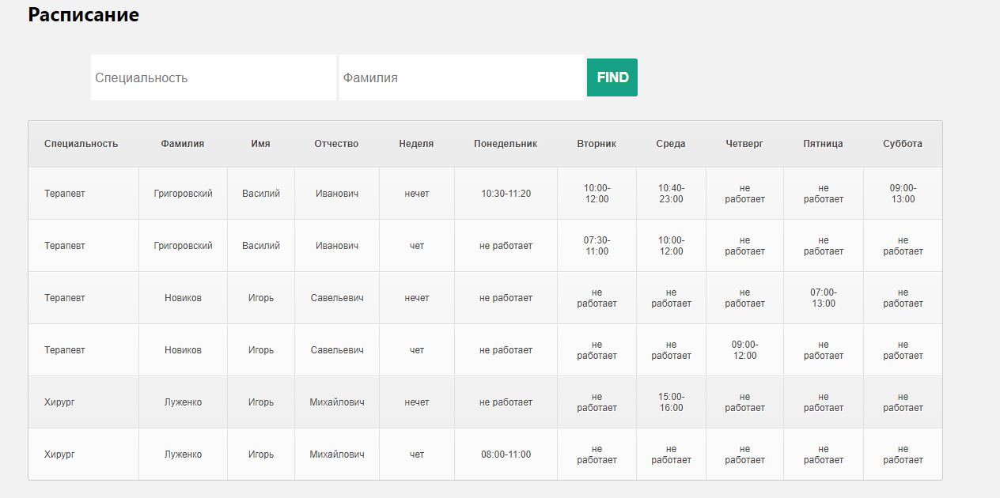 Расписание
Специальность Фамилия FIND
Специальность Фамилия Имя Отчество Неделя Понедельник Вторник Среда Четверг Пятница Суббота
Терапевт Григоровский Василий Иванович нечет 10:30-11:20 10:00-12:00 10:40-23:00 не работает не работает 09:00-13:00
Терапевт Григоровский Василий Иванович чет не работает 07:30-11:00 10:00-12:00 не работает не работает не работает
Терапевт Новиков Игорь Савельевич нечет не работает не работает не работает не работает 07:00-13:00 не работает
Терапевт Новиков Игорь Савельевич чет не работает не работает не работает 09:00-12:00 не работает не работает
Хирург Луженко Игорь Михайлович нечет не работает не работает 15:00-16:00 не работает не работает не работает
Хирург Луженко Игорь Михайлович чет 08:00-11:00 не работает не работает не работает не работает не работает